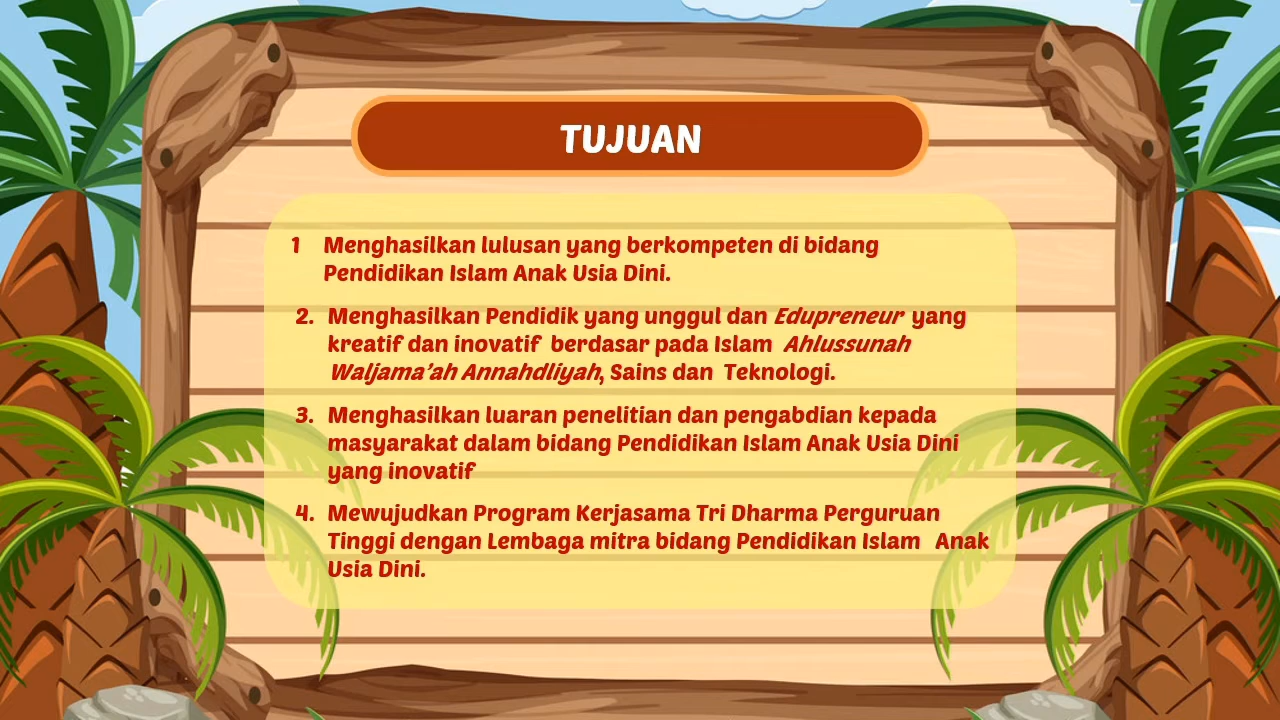 TUJUAN
1 Menghasilkan lulusan yang berkompeten di bidang
Pendidikan Islam Anak Usia Dini.
2. Menghasilkan Pendidik yang unggul dan Edupreneur yang
kreatif dan inovatif berdasar pada Islam Ahlussunah
Waljama'ah Annahdliyah, Sains dan Teknologi.
3. Menghasilkan luaran penelitian dan pengabdian kepada
masyarakat dalam bidang Pendidikan Islam Anak Usia Dini
yang inovatif
4. Mewujudkan Program Kerjasama Tri Dharma Perguruan
Tinggi dengan Lembaga mitra bidang Pendidikan Islam Anak
Usia Dini.